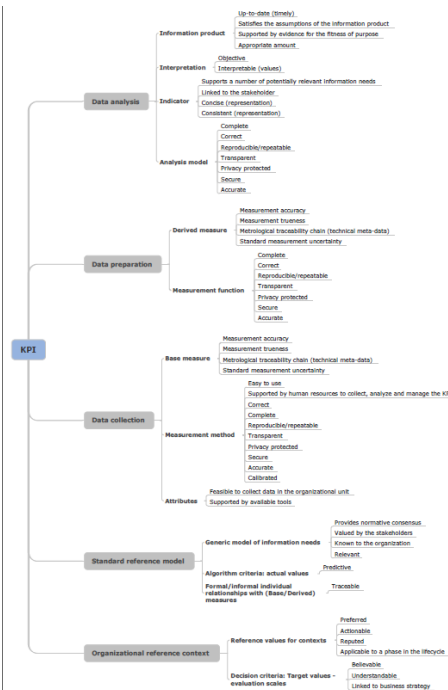 Up-to-date (timely)
Satisfies the assumptions of the information product
Information product
Supported by evidence for the fitness of purpose
Appropriate amount
Objective
Interpretation
Interpretable (values)
Supports a number of potentially relevant information needs
Linked to the stakeholder
Data analysis
Indicator
Concise (representation)
Consistent (representation)
Complete
Correct
Reproducible/repeatable
Analysis model
Transparent
Privacy protected
Secure
Accurate
Measurement accuracy
Measurement trueness
Derived measure
Metrological traceability chain (technical meta-data)
Standard measurement uncertainty
Data preparation
Complete
Correct
Reproducible/repeatable
Measurement function
Transparent
Privacy protected
Secure
Accurate
KPI
Measurement accuracy
Measurement trueness
Base measure
Metrological traceability chain (technical meta-data)
Standard measurement uncertainty
Easy to use
Supported by human resources to collect, analyze and manage the KP
Correct
Data collection
Complete
Measurement method
Reproducible/repeatable
Transparent
Privacy protected
Secure
Accurate
Calibrated
Feasible to collect data in the organizational unit
Attributes
Supported by available tools
Provides normative consensus
Generic model of information needs
Valued by the stakeholders
Known to the organization
Relevant
Standard reference model
Algorithm criteria: actual values
Predictive
Formal/informal individual
relationships with (Base/Derived)
measures
Traceable
Preferred
Reference values for contexts
Actionable
Reputed
Applicable to a phase in the lifecycle
Organizational reference context
Believable
Decision criteria: Target values -
evaluation scales
Understandable
Linked to business strategy